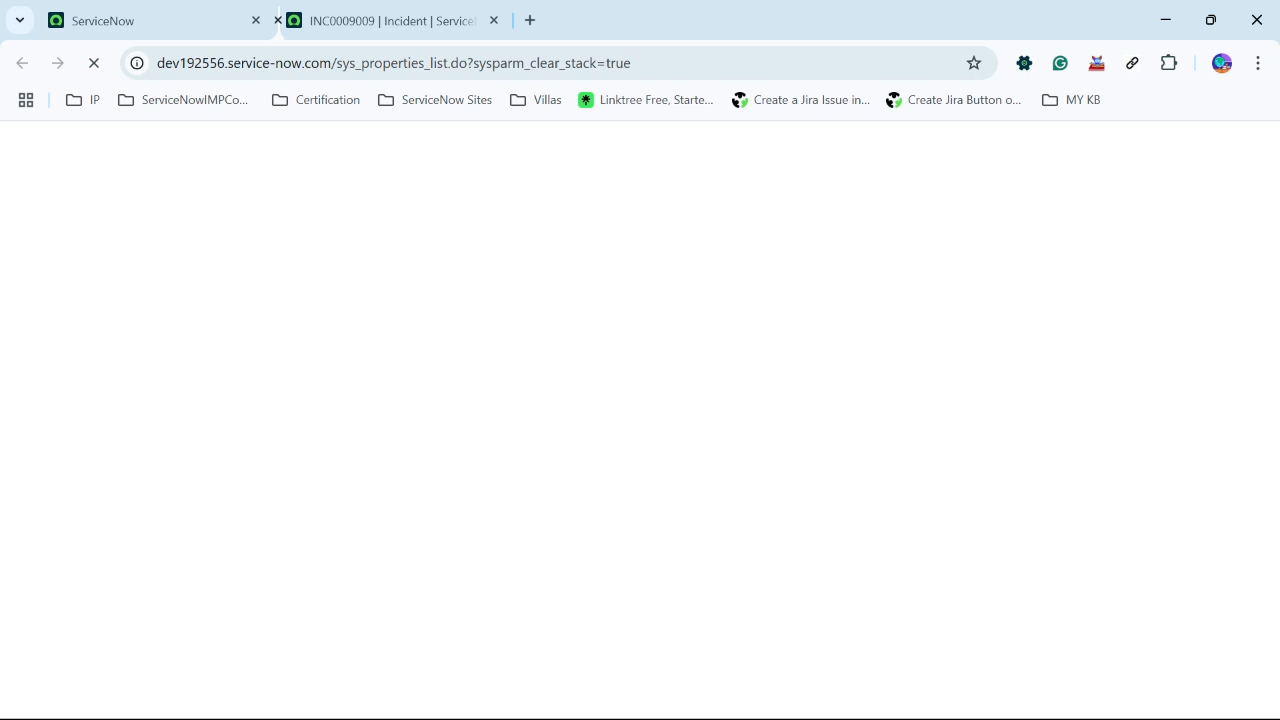 ServiceNow
INC0009009 | Incident | Service
dev192556.service-now.com/sys_properties_list.do?sysparm_clear_stack=true
IP
ServiceNowIMPCo...
Certification
ServiceNow Sites
Villas
Linktree Free, Starte...
Create a Jira Issue in...
Create Jira Button o...
MY KB